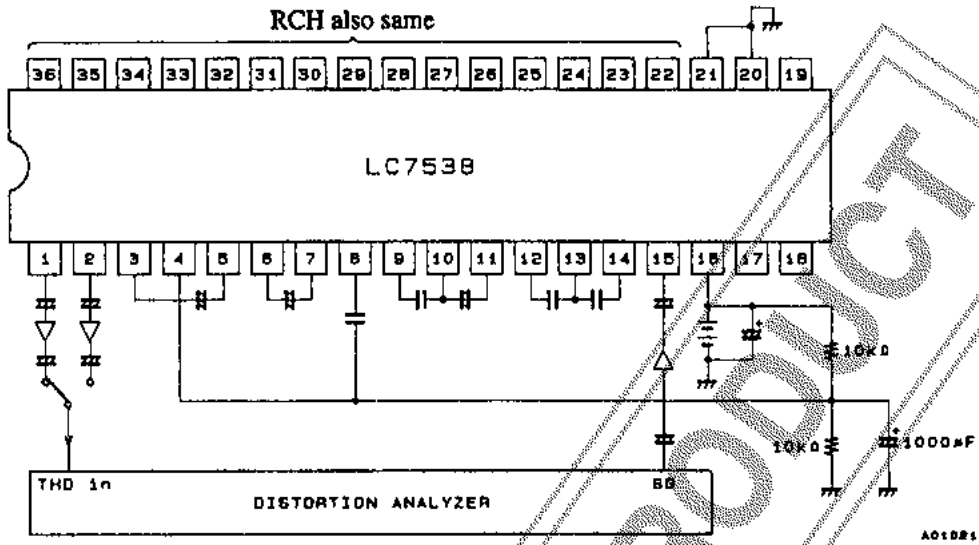 RCH also same
36 35 34 33 32 31 30 29 28 27 26 25 24 23 22 21 20 19
LC7538
1 2 3 4 5 6 7 8 9 10 11 12 13 14 15 16 17 18
10kΩ
10kΩ
1000μF
THD in
SG
DISTORTION ANALYZER
PRODUCT